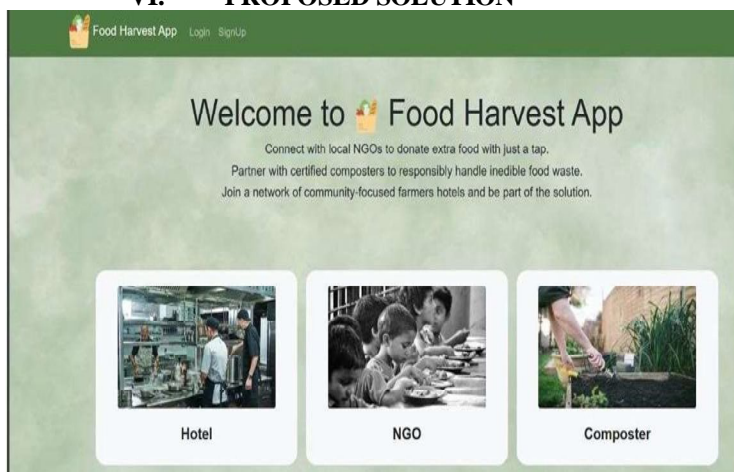 VI. PROPOSED SOLUTION
Food Harvest App Login SignUp
Welcome to Food Harvest App
Connect with local NGOs to donate extra food with just a tap.
Partner with certified composters to responsibly handle inedible food waste.
Join a network of community-focused farmers hotels and be part of the solution.
Hotel
NGO
Composter